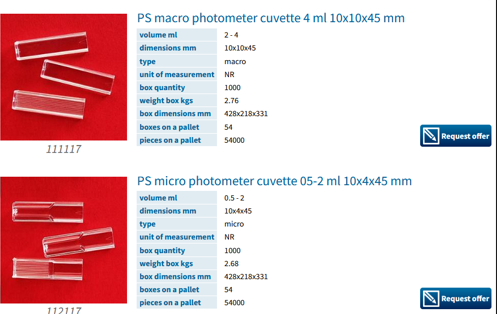 PS macro photometer cuvette 4 ml 10x10x45 mm
volume ml 2 - 4
dimensions mm 10x10x45
type macro
unit of measurement NR
box quantity 1000
weight box kgs 2.76
box dimensions mm 428x218x331
boxes on a pallet 54
pieces on a pallet 54000
Request offer
111117
PS micro photometer cuvette 05-2 ml 10x4x45 mm
volume ml 0.5 - 2
dimensions mm 10x4x45
type micro
unit of measurement NR
box quantity 1000
weight box kgs 2.68
box dimensions mm 428x218x331
boxes on a pallet 54
pieces on a pallet 54000
Request offer
112117